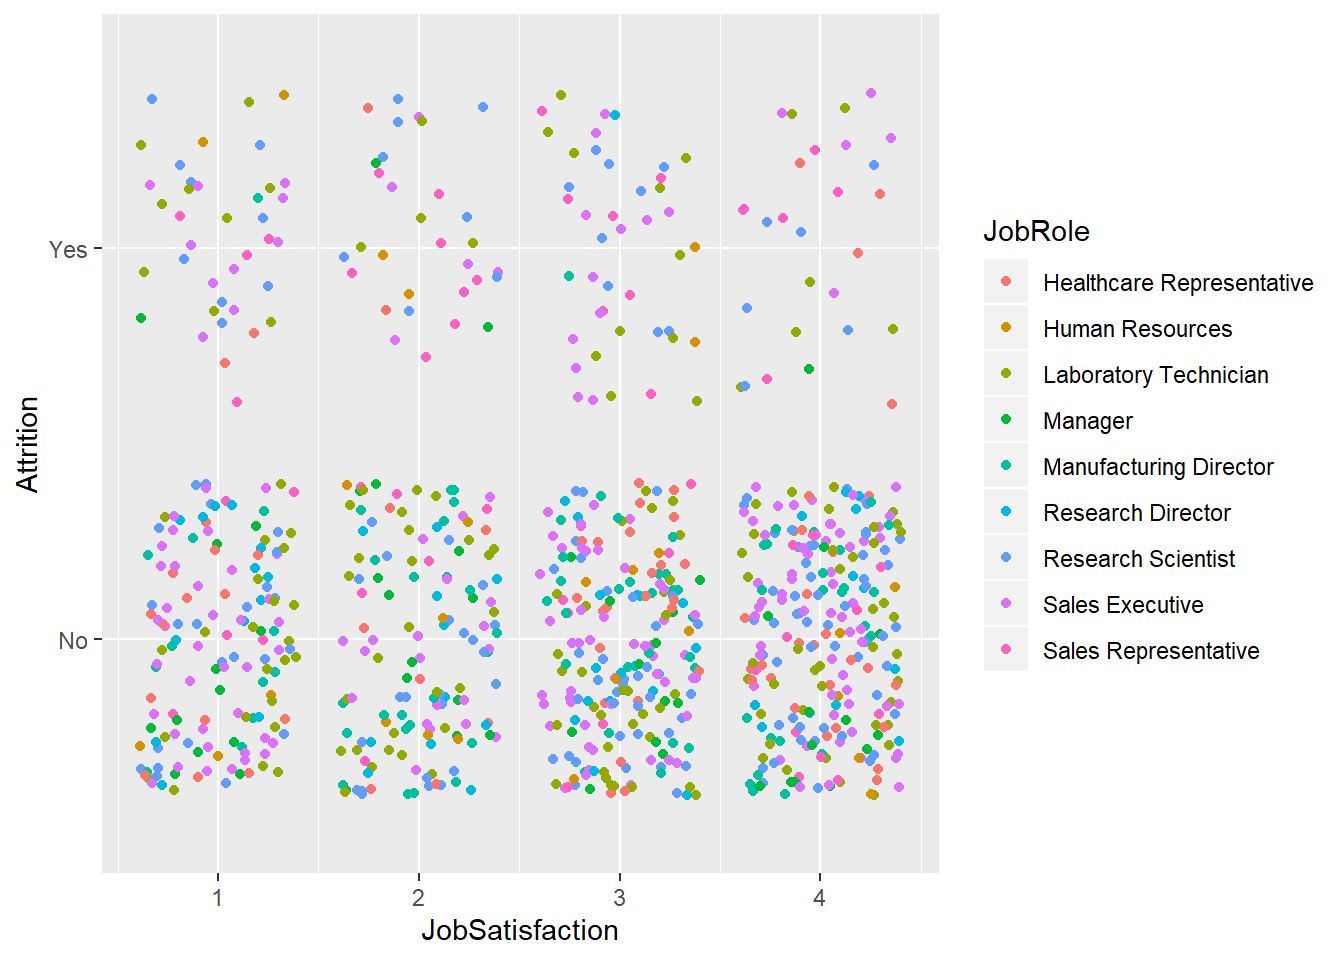 Yes
No
Attrition
1 2 3 4
JobSatisfaction
JobRole
Healthcare Representative
Human Resources
Laboratory Technician
Manager
Manufacturing Director
Research Director
Research Scientist
Sales Executive
Sales Representative